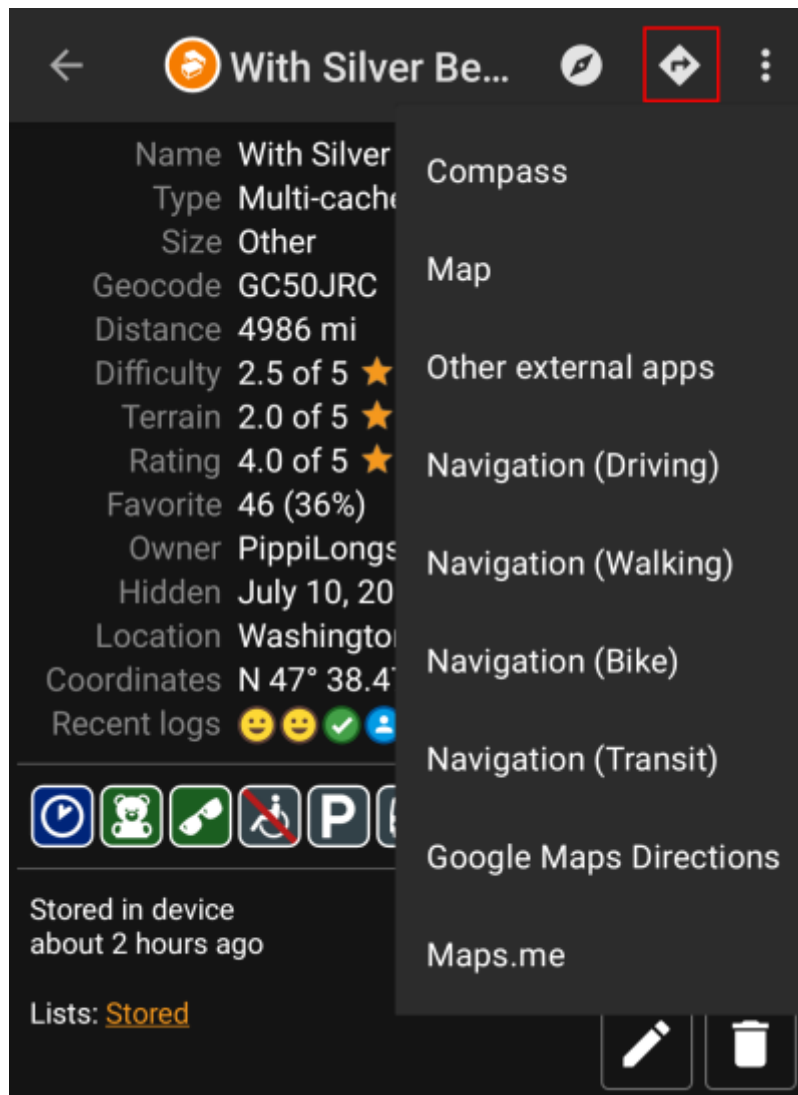 With Silver Be...
Name With Silver
Type Multi-cache
Size Other
Geocode GC50JRC
Distance 4986 mi
Difficulty 2.5 of 5
Terrain 2.0 of 5
Rating 4.0 of 5
Favorite 46 (36%)
Owner PippiLongs
Hidden July 10, 20
Location Washington
Coordinates N 47° 38.47
Recent logs
P
Stored in device
about 2 hours ago
Lists: Stored
Compass
Map
Other external apps
Navigation (Driving)
Navigation (Walking)
Navigation (Bike)
Navigation (Transit)
Google Maps Directions
Maps.me